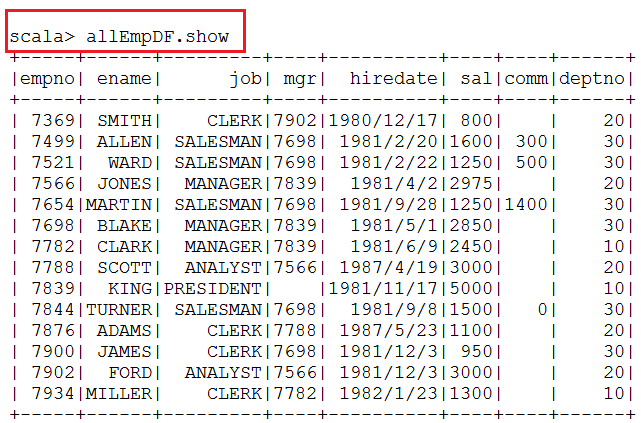 scala> allEmpDF.show
+-----+------+---------+----+----------+----+----+------+
|empno| ename|      job| mgr|  hiredate| sal|comm|deptno|
+-----+------+---------+----+----------+----+----+------+
| 7369| SMITH|    CLERK|7902|1980/12/17| 800|    |    20|
| 7499| ALLEN| SALESMAN|7698| 1981/2/20|1600| 300|    30|
| 7521|  WARD| SALESMAN|7698| 1981/2/22|1250| 500|    30|
| 7566| JONES|  MANAGER|7839|  1981/4/2|2975|    |    20|
| 7654|MARTIN| SALESMAN|7698| 1981/9/28|1250|1400|    30|
| 7698| BLAKE|  MANAGER|7839|  1981/5/1|2850|    |    30|
| 7782| CLARK|  MANAGER|7839|  1981/6/9|2450|    |    10|
| 7788| SCOTT|  ANALYST|7566| 1987/4/19|3000|    |    20|
| 7839|  KING|PRESIDENT|    |1981/11/17|5000|    |    10|
| 7844|TURNER| SALESMAN|7698|  1981/9/8|1500|   0|    30|
| 7876| ADAMS|    CLERK|7788| 1987/5/23|1100|    |    20|
| 7900| JAMES|    CLERK|7698| 1981/12/3| 950|    |    30|
| 7902|  FORD|  ANALYST|7566| 1981/12/3|3000|    |    20|
| 7934|MILLER|    CLERK|7782| 1982/1/23|1300|    |    10|
+-----+------+---------+----+----------+----+----+------+